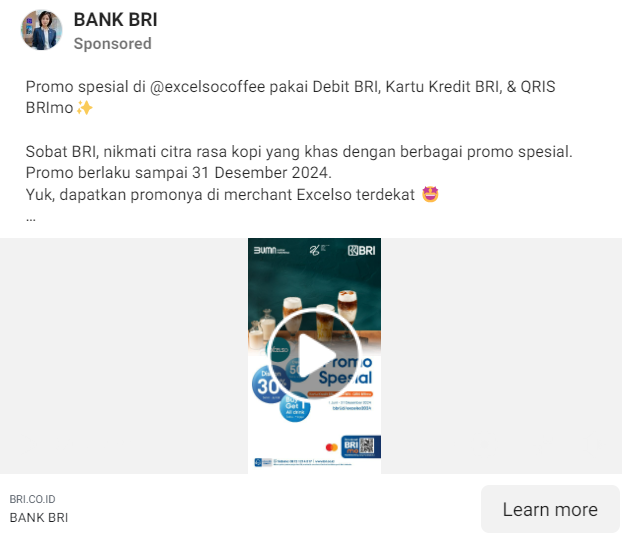 BANK BRI
Sponsored
Promo spesial di @excelsocoffee pakai Debit BRI, Kartu Kredit BRI, & QRIS
BRImo✨
Sobat BRI, nikmati citra rasa kopi yang khas dengan berbagai promo spesial.
Promo berlaku sampai 31 Desember 2024.
Yuk, dapatkan promonya di merchant Excelso terdekat 🤩
...
BUMN
BRI
Promo
Spesial
30%
Get 1
BRI
BRI.CO.ID
BANK BRI
Learn more